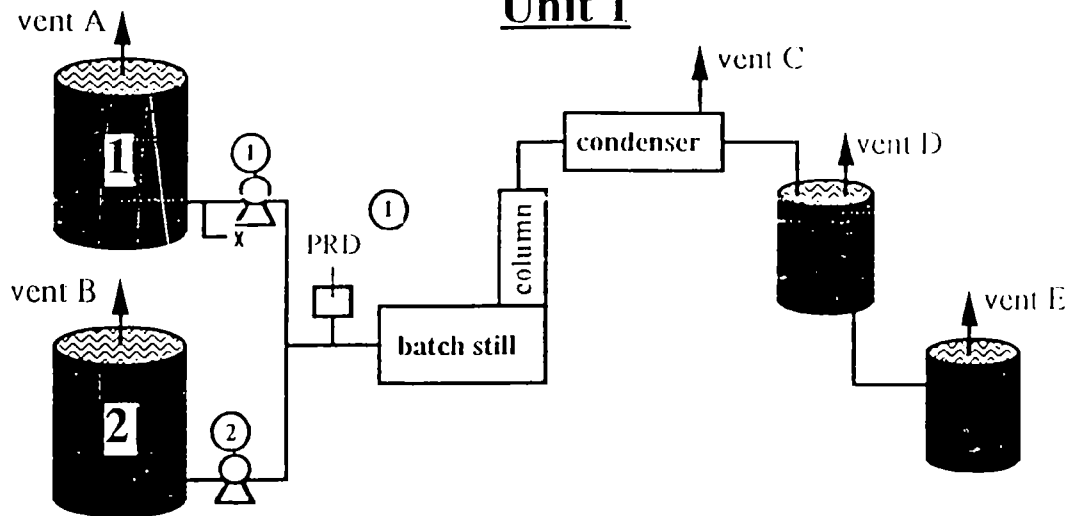 Unit 1
vent A
vent C
1
1
condenser
vent D
1
PRD
column
vent B
vent E
batch still
2
2
x